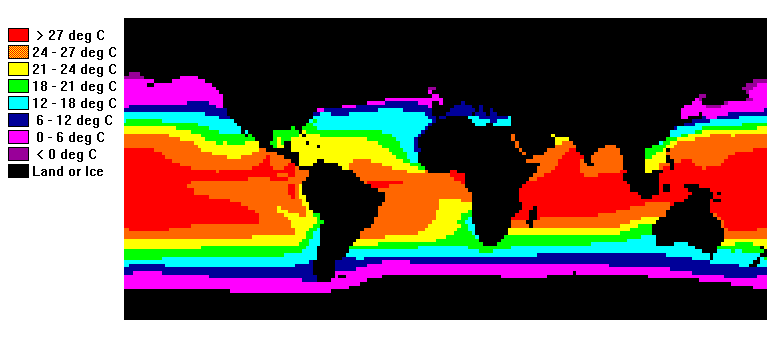 > 27 deg C
24 - 27 deg C
21 - 24 deg C
18 - 21 deg C
12 - 18 deg C
6 - 12 deg C
0 - 6 deg C
< 0 deg C
Land or Ice